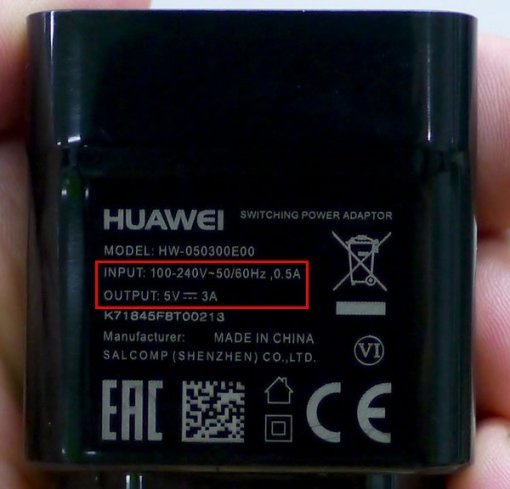 HUAWEI SWITCHING POWER ADAPTOR
MODEL: HW-050300E00
INPUT: 100-240V~50/60Hz ,0.5A
OUTPUT: 5V⎓3A
K71845FBT00213
Manufacturer: MADE IN CHINA
SALCOMP (SHENZHEN) CO.,LTD.
VI
EAC CE